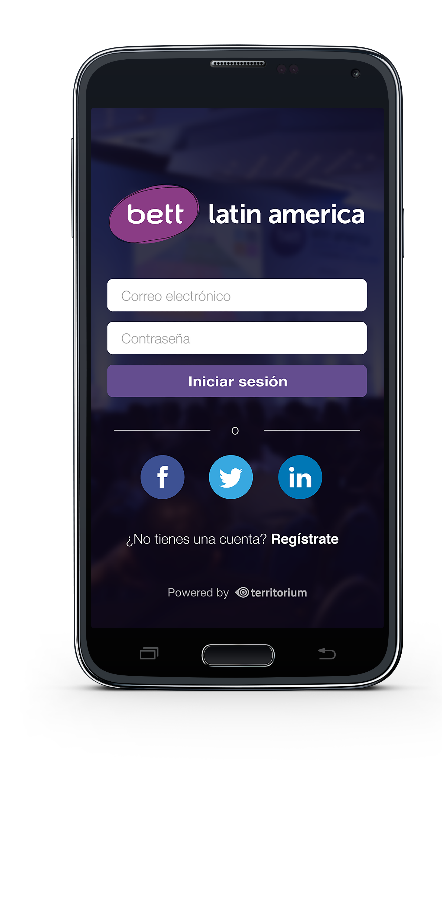 bett latin america
Correo electrónico
Contraseña
Iniciar sesión
o
f
in
¿No tienes una cuenta? Regístrate
Powered by territorium